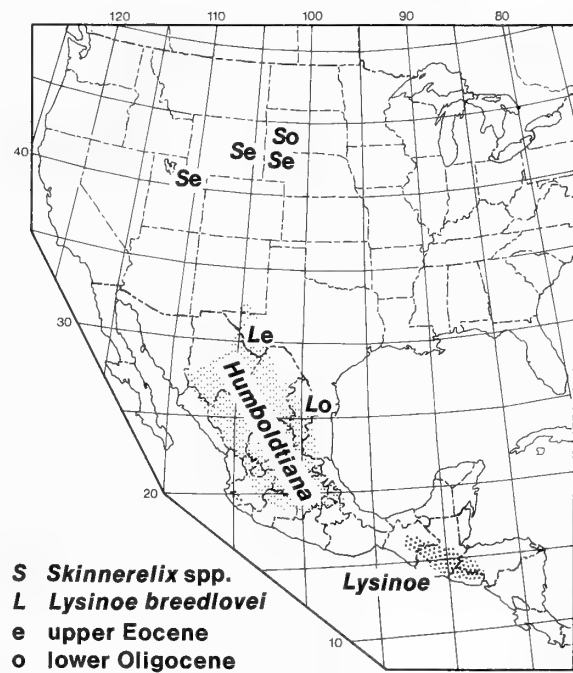 120 110 100 90 80
So
Se Se
40
Se
30
Le
Humboldtiana
Lo
20
Lysinoe
10
S Skinnerelix spp.
L Lysinoe breedlovei
e upper Eocene
o lower Oligocene